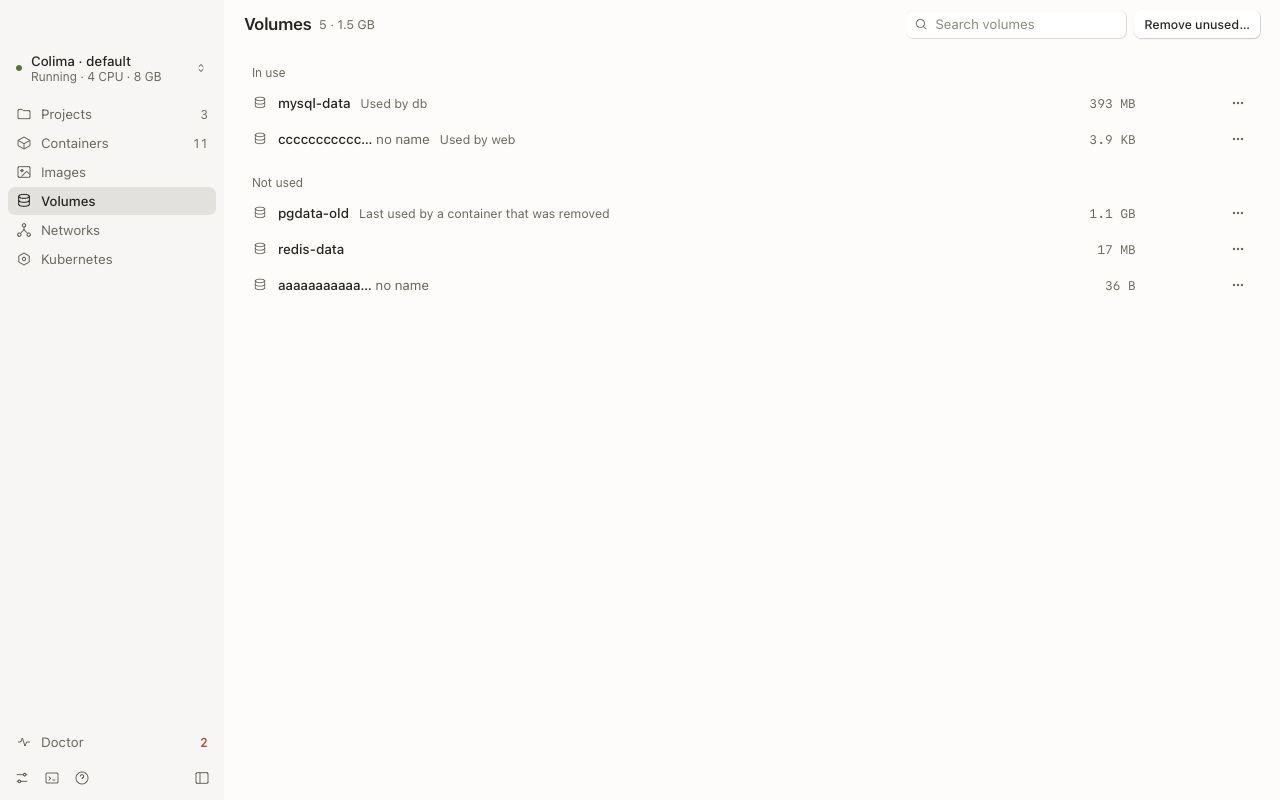 Volumes 5 · 1.5 GB
Search volumes
Remove unused...
Colima · default
Running · 4 CPU · 8 GB
Projects 3
Containers 11
Images
Volumes
Networks
Kubernetes
In use
mysql-data Used by db 393 MB
ccccccccccc... no name Used by web 3.9 KB
Not used
pgdata-old Last used by a container that was removed 1.1 GB
redis-data 17 MB
aaaaaaaaaaa... no name 36 B
Doctor 2